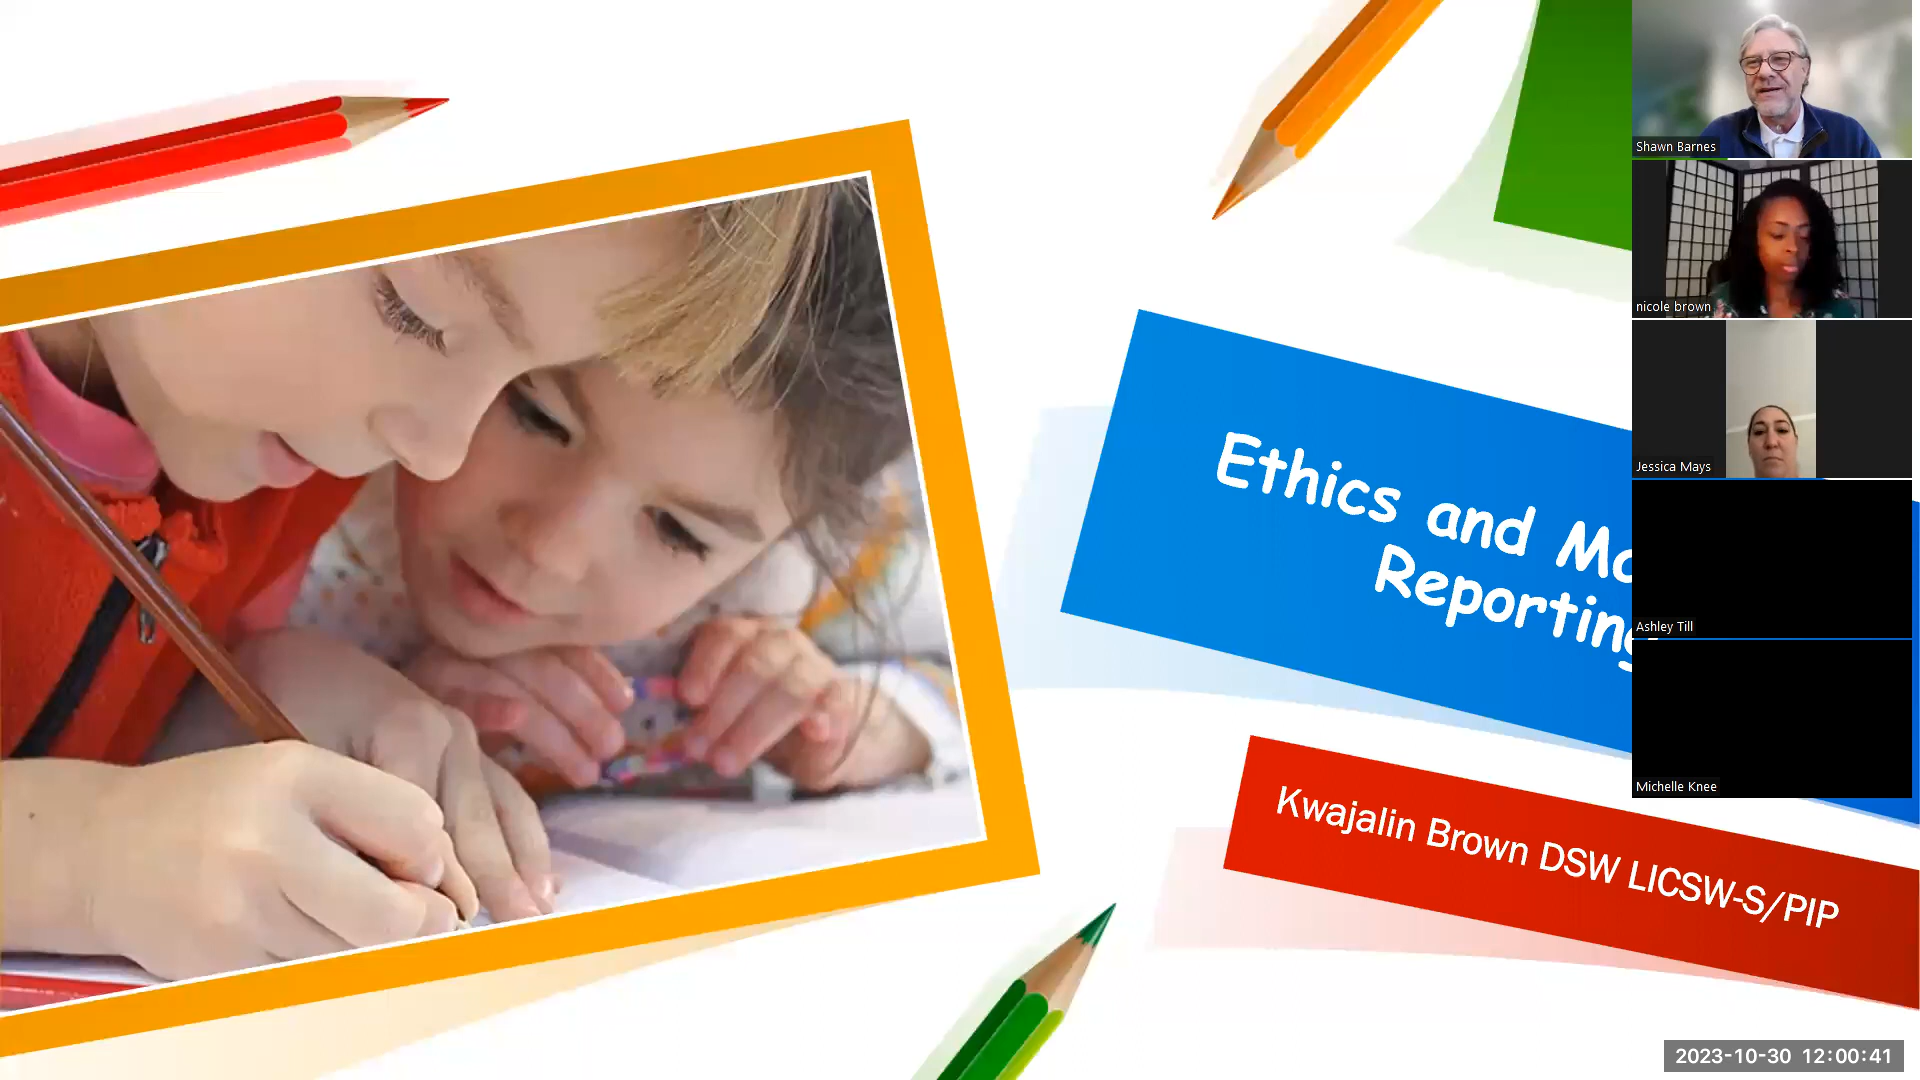 Ethics and
Reporting
Kwajalin Brown DSW LICSW-S/PIP
Shawn Barnes
nicole brown
Jessica Mays
Ashley Till
Michelle Knee
2023-10-30 12:00:41